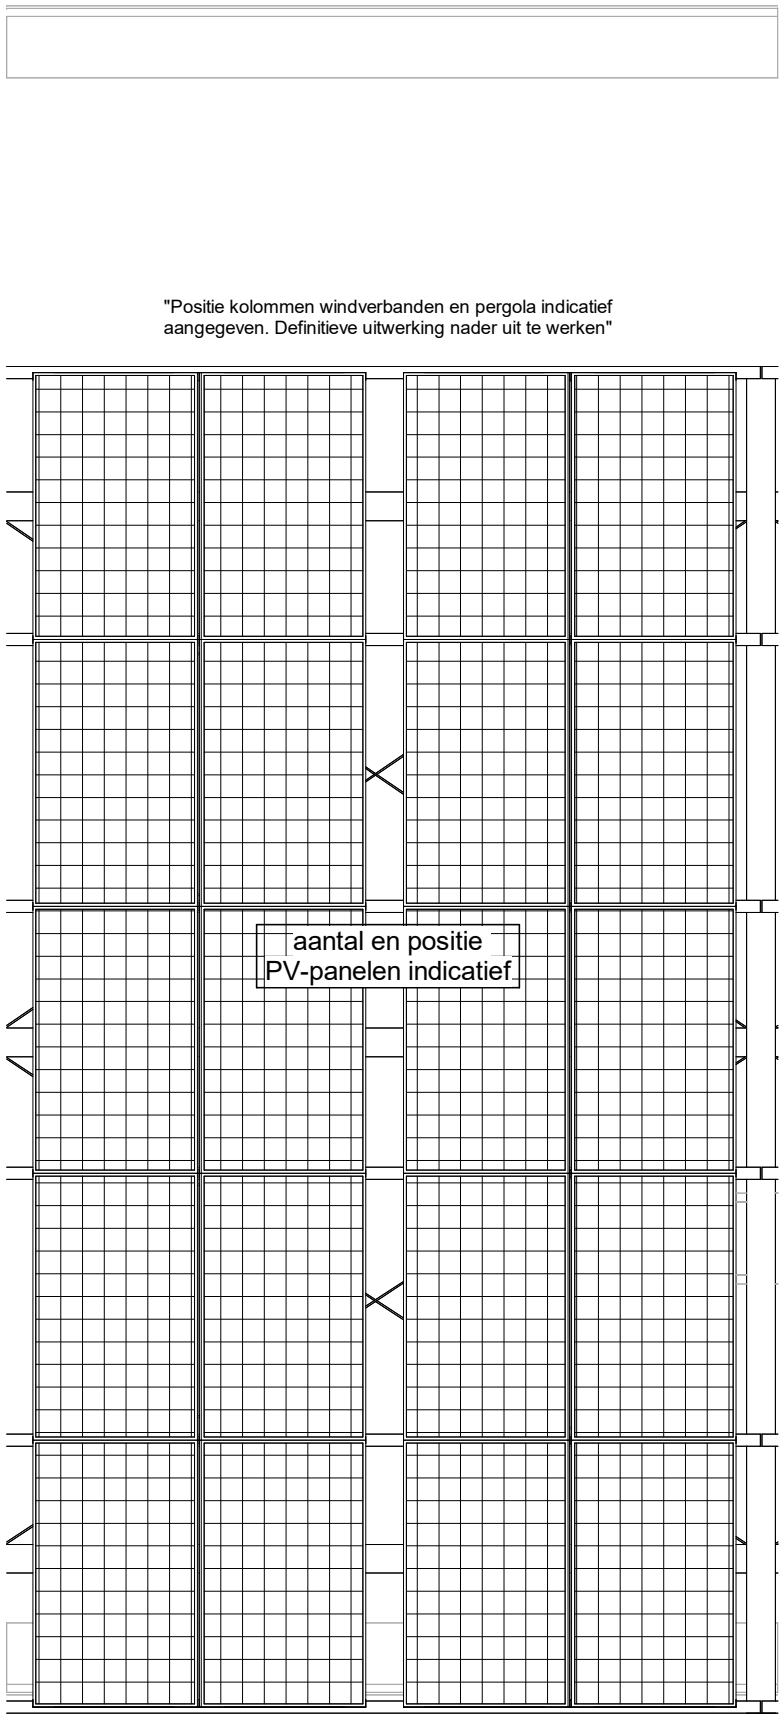 "Positie kolommen windverbanden en pergola indicatief
aangegeven. Definitieve uitwerking nader uit te werken"
aantal en positie
PV-panelen indicatief